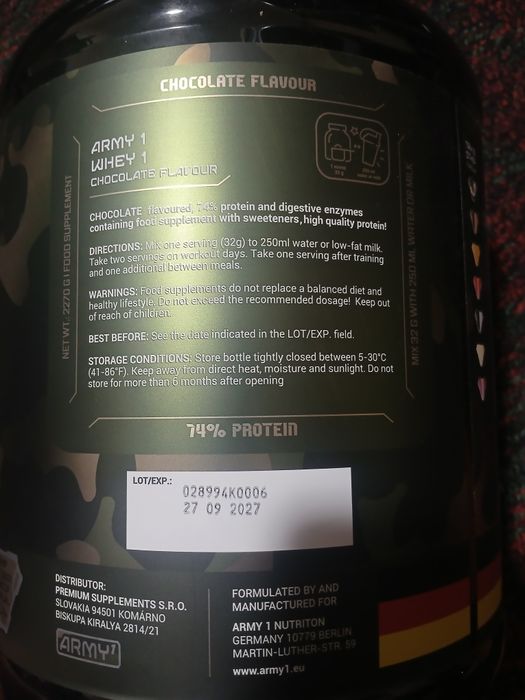 CHOCOLATE FLAVOUR
ARMY 1
WHEY 1
CHOCOLATE FLAVOUR
CHOCOLATE flavoured, 74% protein and digestive enzymes
containing food supplement with sweeteners, high quality protein!
DIRECTIONS: Mix one serving (32g) to 250ml water or low-fat milk.
Take two servings on workout days. Take one serving after training
and one additional between meals.
WARNINGS: Food supplements do not replace a balanced diet and
healthy lifestyle. Do not exceed the recommended dosage! Keep out
of reach of children.
BEST BEFORE: See the date indicated in the LOT/EXP. field.
STORAGE CONDITIONS: Store bottle tightly closed between 5-30°C
(41-86°F). Keep away from direct heat, moisture and sunlight. Do not
store for more than 6 months after opening
NET WT. 2270 G | FOOD SUPPLEMENT
MIX 32 G WITH 250 ML WATER OR MILK
74% PROTEIN
LOT/EXP.:
028994K0006
27 09 2027
DISTRIBUTOR:
PREMIUM SUPPLEMENTS S.R.O.
SLOVAKIA 94501 KOMÁRNO
BISKUPA KIRALYA 2814/21
ARMY1
FORMULATED BY AND
MANUFACTURED FOR
ARMY 1 NUTRITON
GERMANY 10779 BERLIN
MARTIN-LUTHER-STR. 59
www.army1.eu